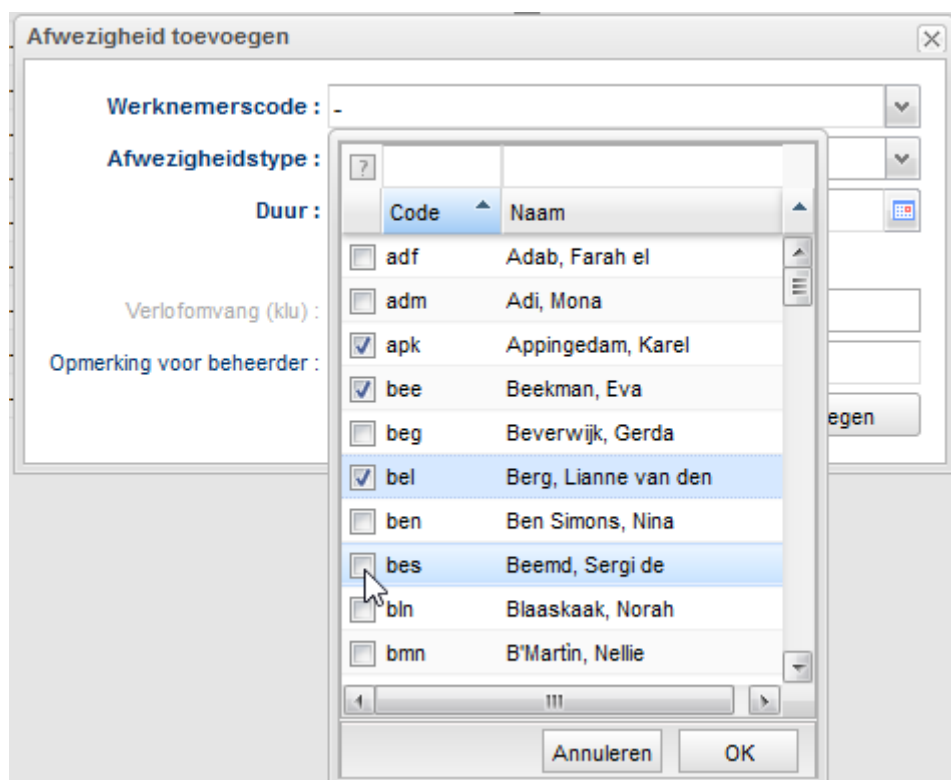 Afwezigheid toevoegen
Werknemerscode : -
Afwezigheidstype :
?
Code Naam
Duur :
adf Adab, Farah el
adm Adi, Mona
Verlofomvang (klu) :
apk Appingedam, Karel
Opmerking voor beheerder :
bee Beekman, Eva
beg Beverwijk, Gerda
egen
bel Berg, Lianne van den
ben Ben Simons, Nina
bes Beemd, Sergi de
bln Blaaskaak, Norah
bmn B'Martìn, Nellie
Annuleren OK